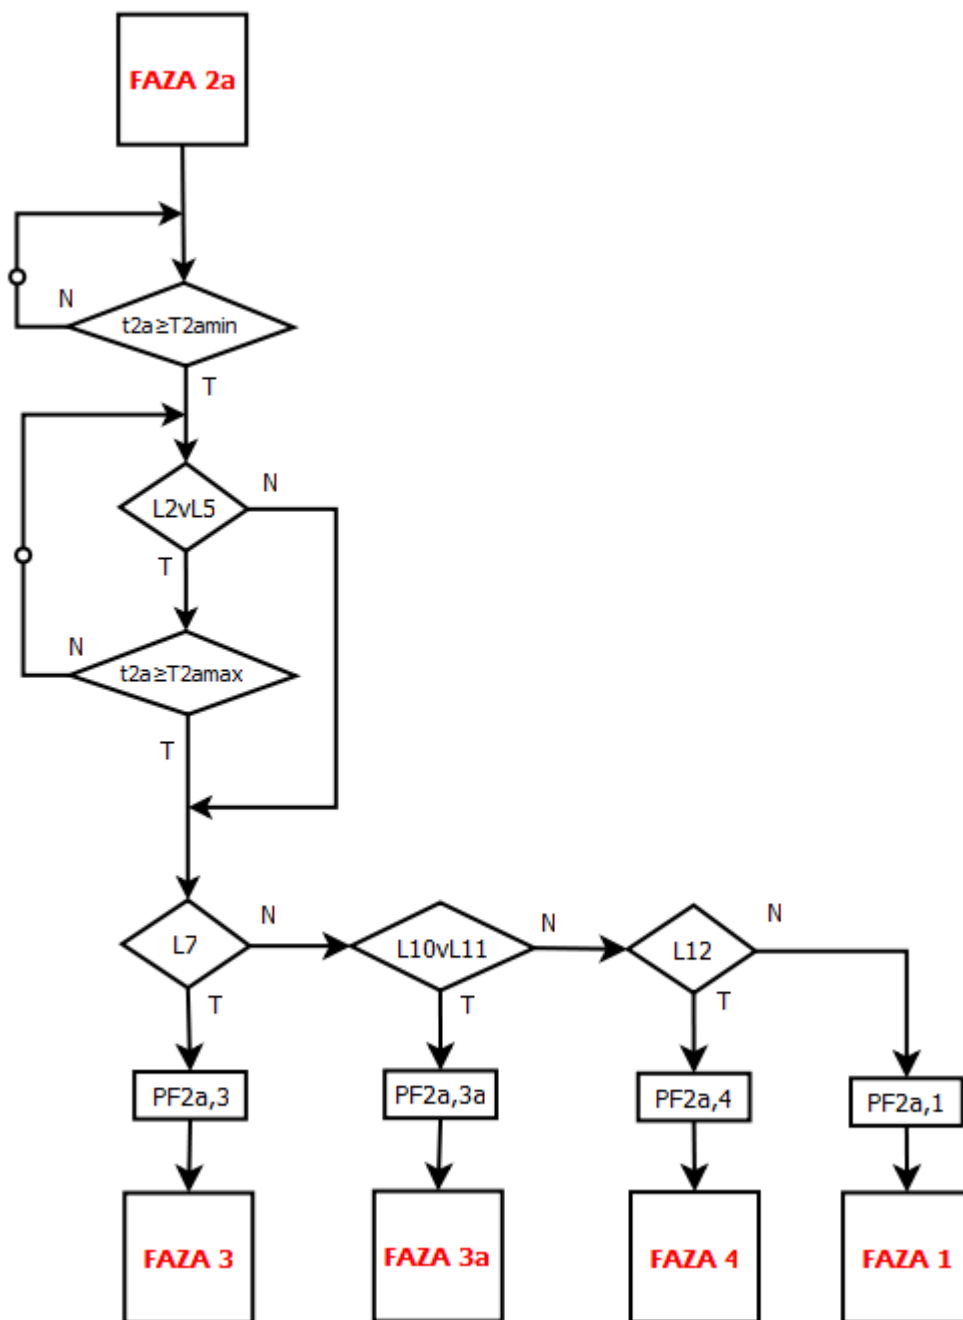 FAZA 2a
N
t2a≥T2amin
T
N
L2vL5
T
N
t2a≥T2amax
T
N
N
N
L7
L10vL11
L12
T
T
T
PF2a,3
PF2a,3a
PF2a,4
PF2a,1
FAZA 3
FAZA 3a
FAZA 4
FAZA 1